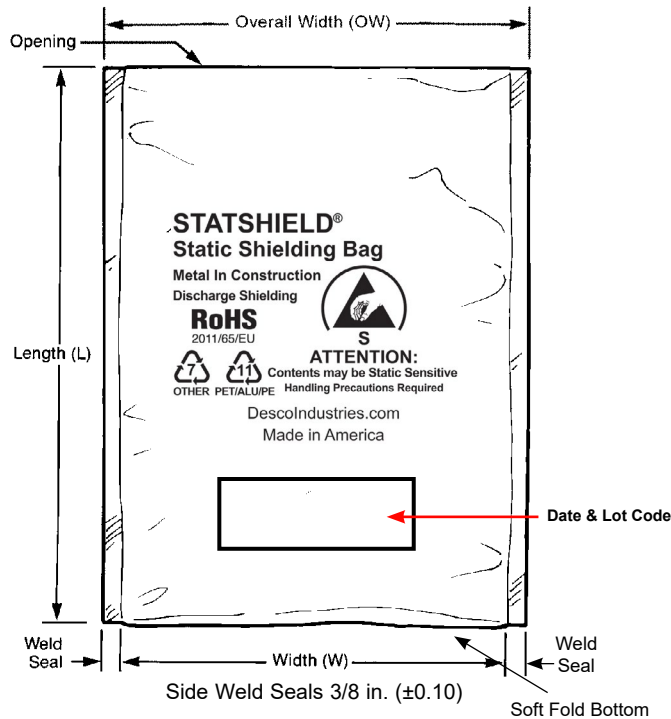 Overall Width (OW)
Opening
STATSHIELD®
Static Shielding Bag
Metal In Construction
Discharge Shielding
RoHS
2011/65/EU
S
ATTENTION:
Contents may be Static Sensitive
Handling Precautions Required
7
11
OTHER PET/ALU/PE
DescoIndustries.com
Made in America
Length (L)
Date & Lot Code
Weld
Seal
Width (W)
Weld
Seal
Side Weld Seals 3/8 in. (±0.10)
Soft Fold Bottom